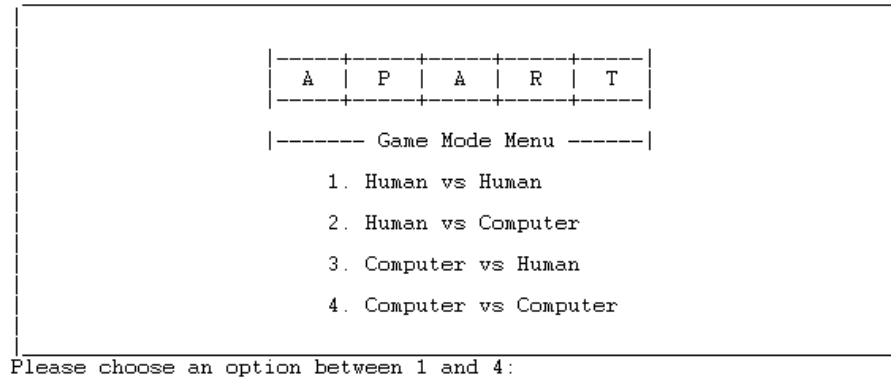 |-----+-----+-----+-----+-----|
| A | P | A | R | T |
|-----+-----+-----+-----+-----|
|------- Game Mode Menu ------|
1. Human vs Human
2. Human vs Computer
3. Computer vs Human
4. Computer vs Computer
Please choose an option between 1 and 4: